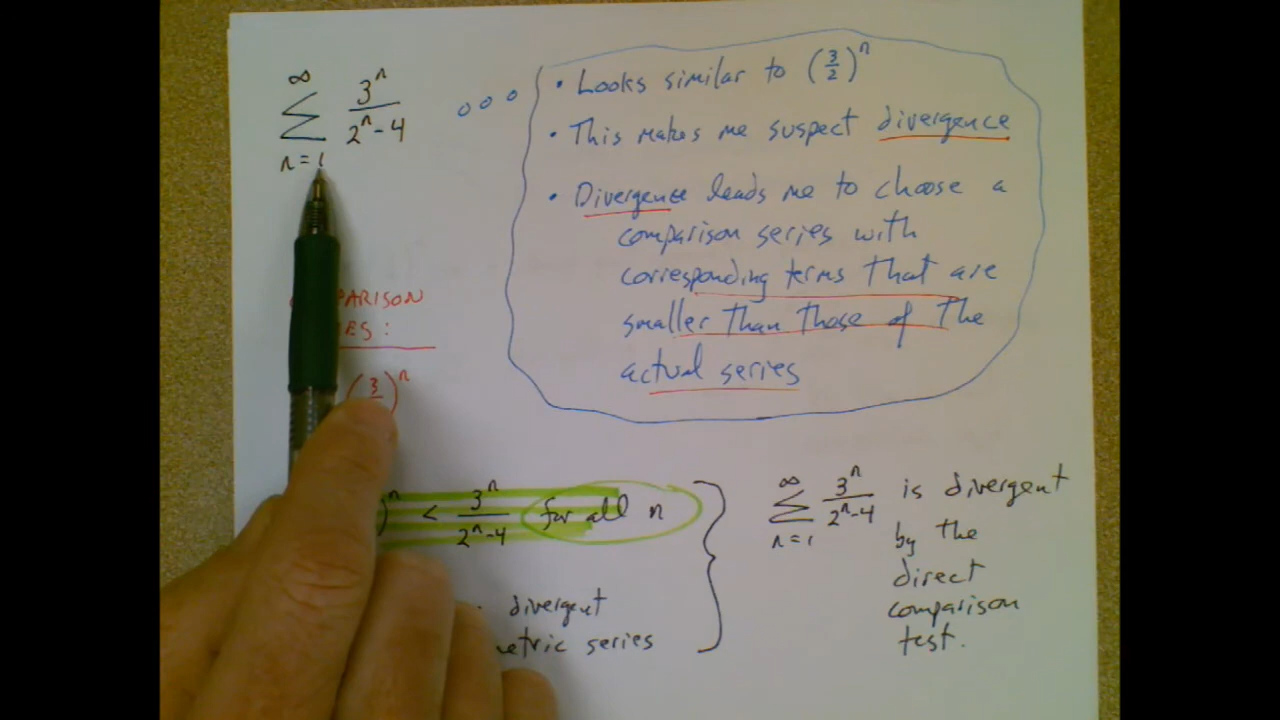 ∞
∑ 3^n / (2^n - 4)
n = 1
• Looks similar to (3/2)^n
• This makes me suspect divergence
• Divergence leads me to choose a
comparison series with
corresponding terms that are
smaller than those of the
actual series
PARISON
ES:
(3
)^n
)^n < 3^n / (2^n - 4) for all n
divergent
etric series
∞
∑ 3^n / (2^n - 4) is divergent
n = 1
by the
direct
comparison
test.